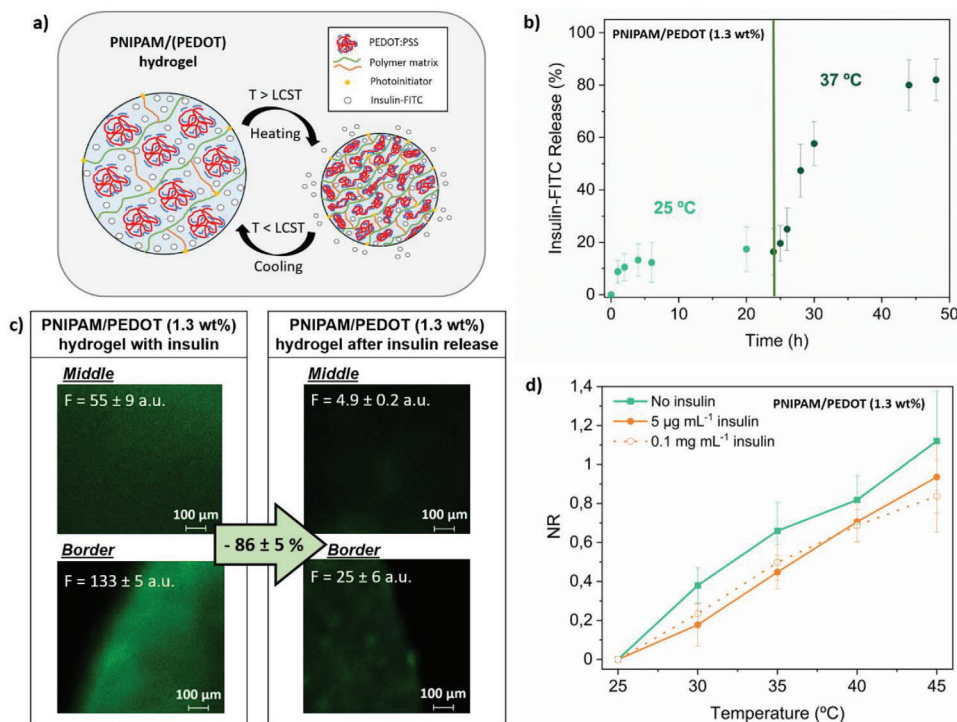 a)
PNIPAM/(PEDOT)
hydrogel
T > LCST
Heating
T < LCST
Cooling
PEDOT:PSS
Polymer matrix
Photoinitiator
Insulin-FITC
b)
PNIPAM/PEDOT (1.3 wt%)
25 ºC
37 ºC
Insulin-FITC Release (%)
100
80
60
40
20
0
0
10
20
30
40
50
Time (h)
c)
PNIPAM/PEDOT (1.3 wt%)
hydrogel with insulin
Middle
F = 55 ± 9 a.u.
100 µm
Border
F = 133 ± 5 a.u.
100 µm
- 86 ± 5 %
PNIPAM/PEDOT (1.3 wt%)
hydrogel after insulin release
Middle
F = 4.9 ± 0.2 a.u.
100 µm
Border
F = 25 ± 6 a.u.
100 µm
d)
PNIPAM/PEDOT (1.3 wt%)
No insulin
5 µg mL⁻¹ insulin
0.1 mg mL⁻¹ insulin
NR
1,4
1,2
1
0,8
0,6
0,4
0,2
0
25
30
35
40
45
Temperature (ºC)